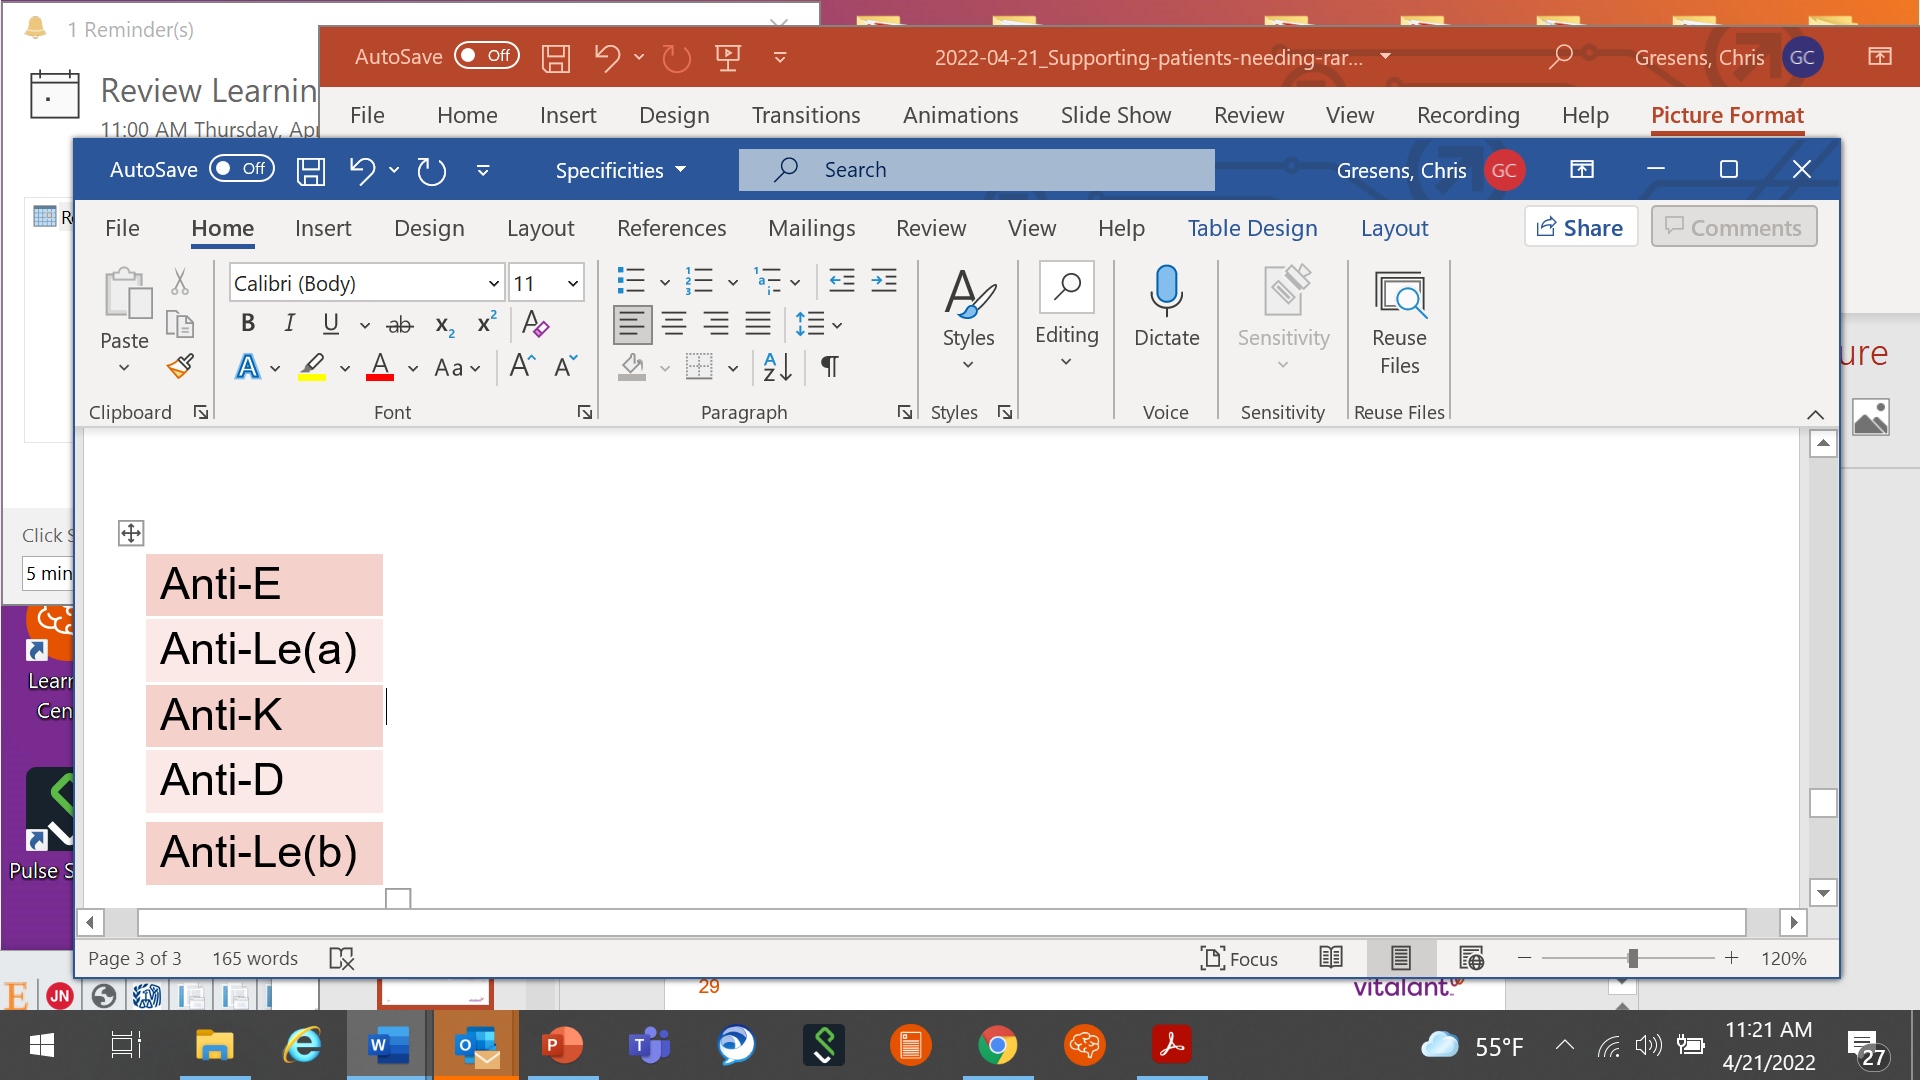 1 Reminder(s)
Review Learnin
11:00 AM Thursday, Apr
AutoSave Off
2022-04-21_Supporting-patients-needing-rar...
Gresens, Chris GC
File Home Insert Design Transitions Animations Slide Show Review View Recording Help Picture Format
AutoSave Off
Specificities
Search
Gresens, Chris GC
File Home Insert Design Layout References Mailings Review View Help Table Design Layout
Share Comments
Paste
Calibri (Body) 11
Styles
Editing
Dictate
Sensitivity
Reuse
Files
Clipboard Font Paragraph Styles Voice Sensitivity Reuse Files
ure
Click S
5 min
Anti-E
Anti-Le(a)
Anti-K
Anti-D
Anti-Le(b)
Learn
Cen
Pulse S
Page 3 of 3 165 words Focus 120%
29
vitalant
55°F
11:21 AM
4/21/2022
27